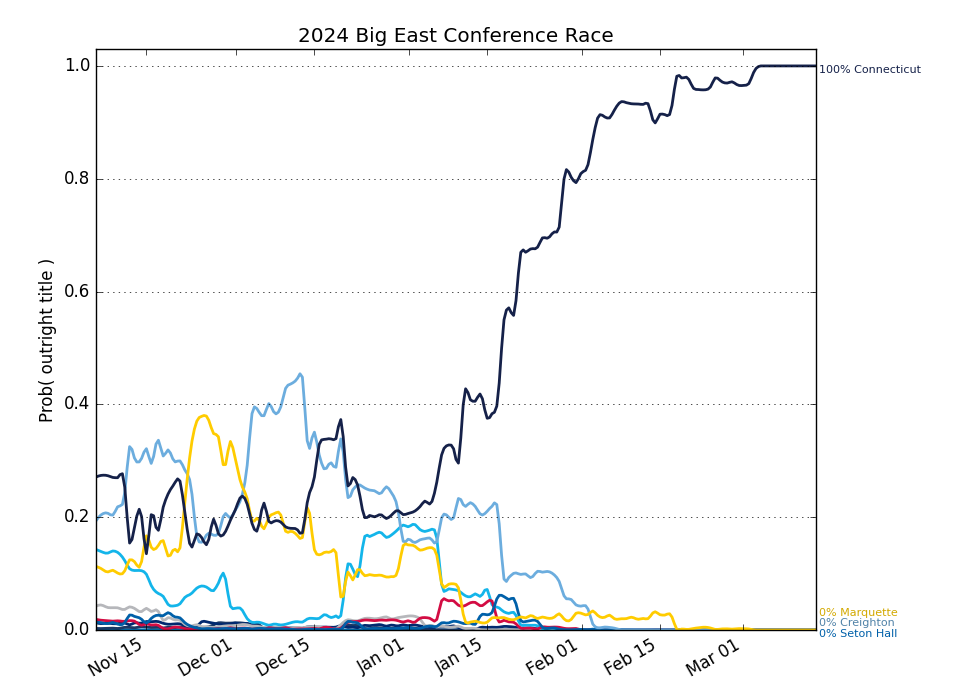 2024 Big East Conference Race
Prob( outright title )
1.0
0.8
0.6
0.4
0.2
0.0
Nov 15
Dec 01
Dec 15
Jan 01
Jan 15
Feb 01
Feb 15
Mar 01
100% Connecticut
0% Marquette
0% Creighton
0% Seton Hall